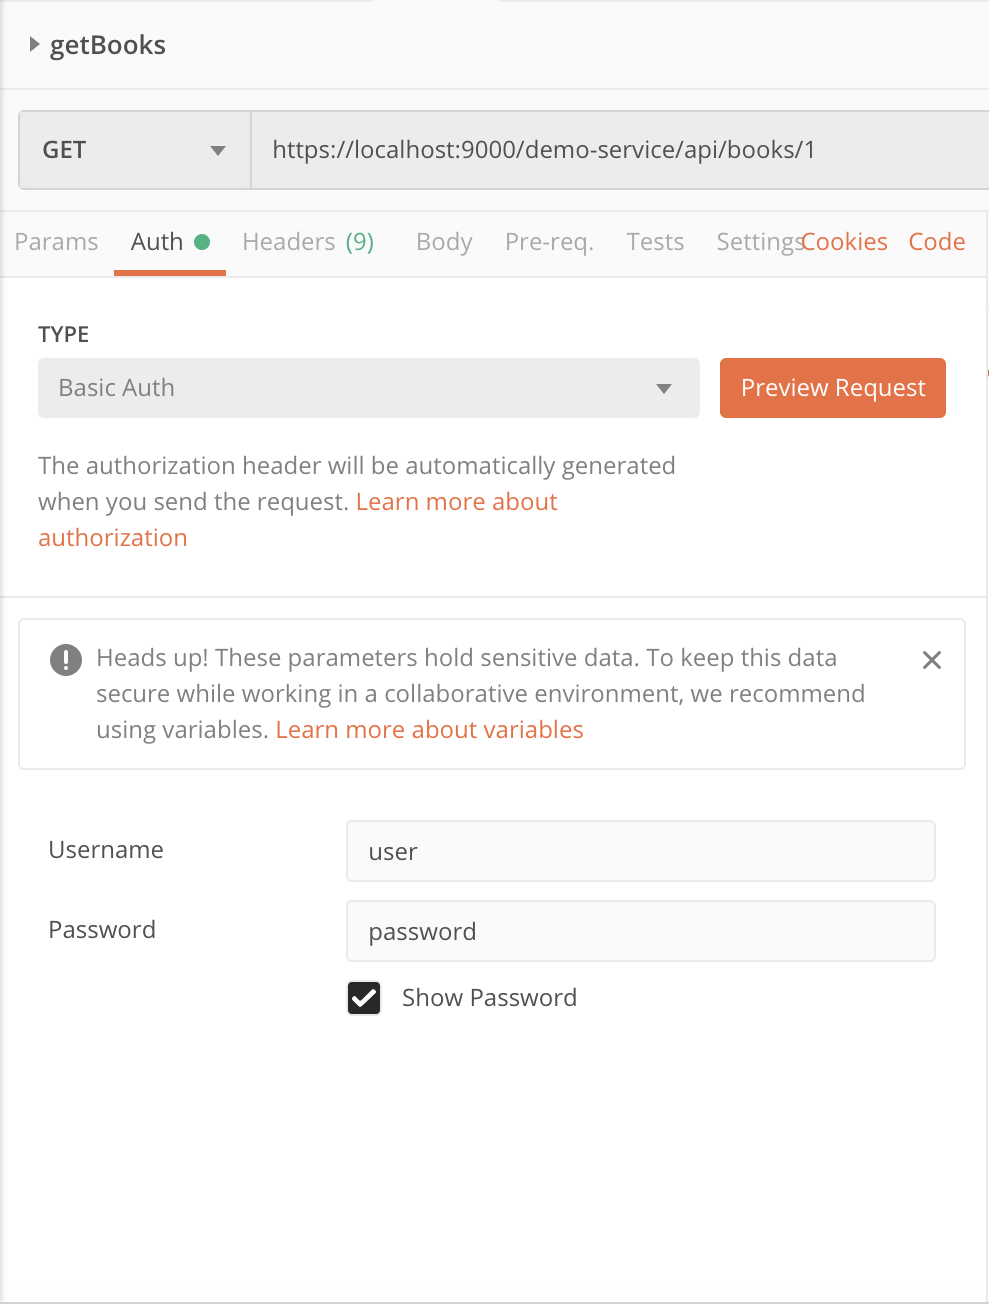 getBooks
GET https://localhost:9000/demo-service/api/books/1
Params Auth Headers (9) Body Pre-req. Tests Settings Cookies Code
TYPE
Basic Auth Preview Request
The authorization header will be automatically generated
when you send the request. Learn more about
authorization
Heads up! These parameters hold sensitive data. To keep this data
secure while working in a collaborative environment, we recommend
using variables. Learn more about variables
Username user
Password password
Show Password